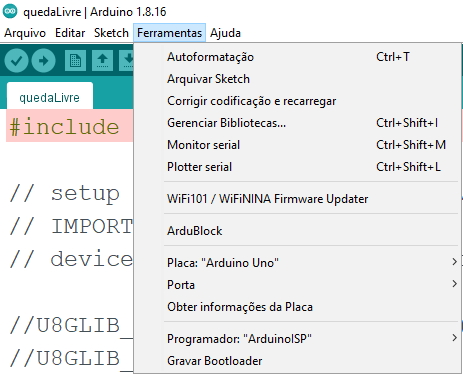 quedaLivre | Arduino 1.8.16
Arquivo Editar Sketch Ferramentas Ajuda
quedaLivre
Autoformatação Ctrl+T
Arquivar Sketch
Corrigir codificação e recarregar
Gerenciar Bibliotecas... Ctrl+Shift+I
Monitor serial Ctrl+Shift+M
Plotter serial Ctrl+Shift+L
WiFi101 / WiFiNINA Firmware Updater
ArduBlock
Placa: "Arduino Uno"
Porta
Obter informações da Placa
Programador: "ArduinoISP"
Gravar Bootloader
#include
// setup
// IMPORT
// device
//U8GLIB_
//U8GLIB_